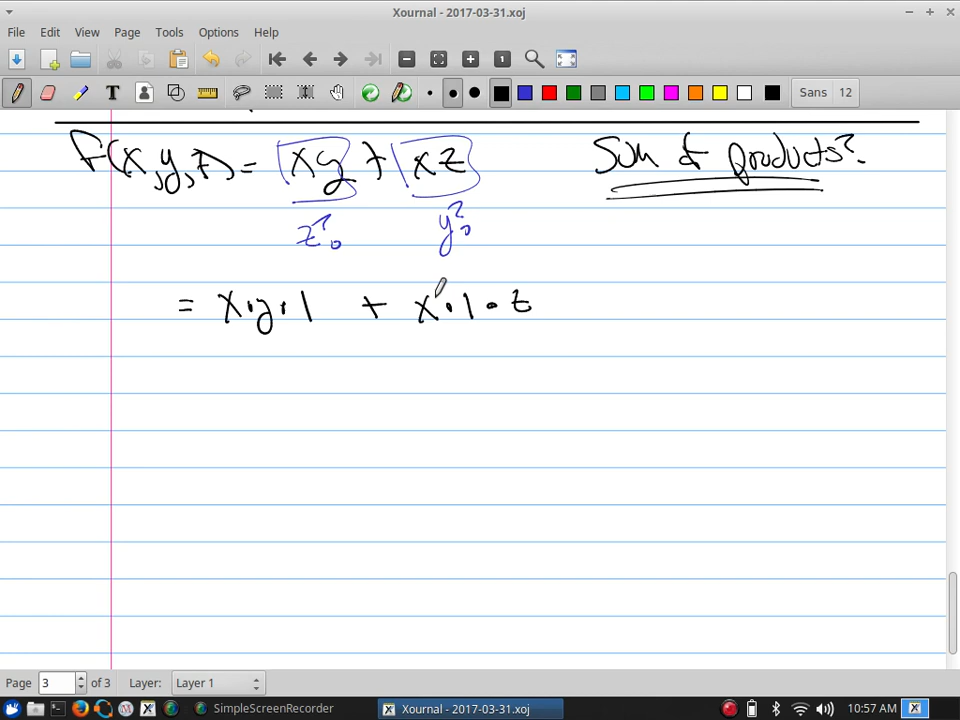 Xournal - 2017-03-31.xoj
File Edit View Page Tools Options Help
Sans 12
F(x,y,z) = xy + xz Sum of products?
z? y?
= x·y·1 + x·1·z
Page 3 of 3 Layer: Layer 1
SimpleScreenRecorder Xournal - 2017-03-31.xoj 10:57 AM